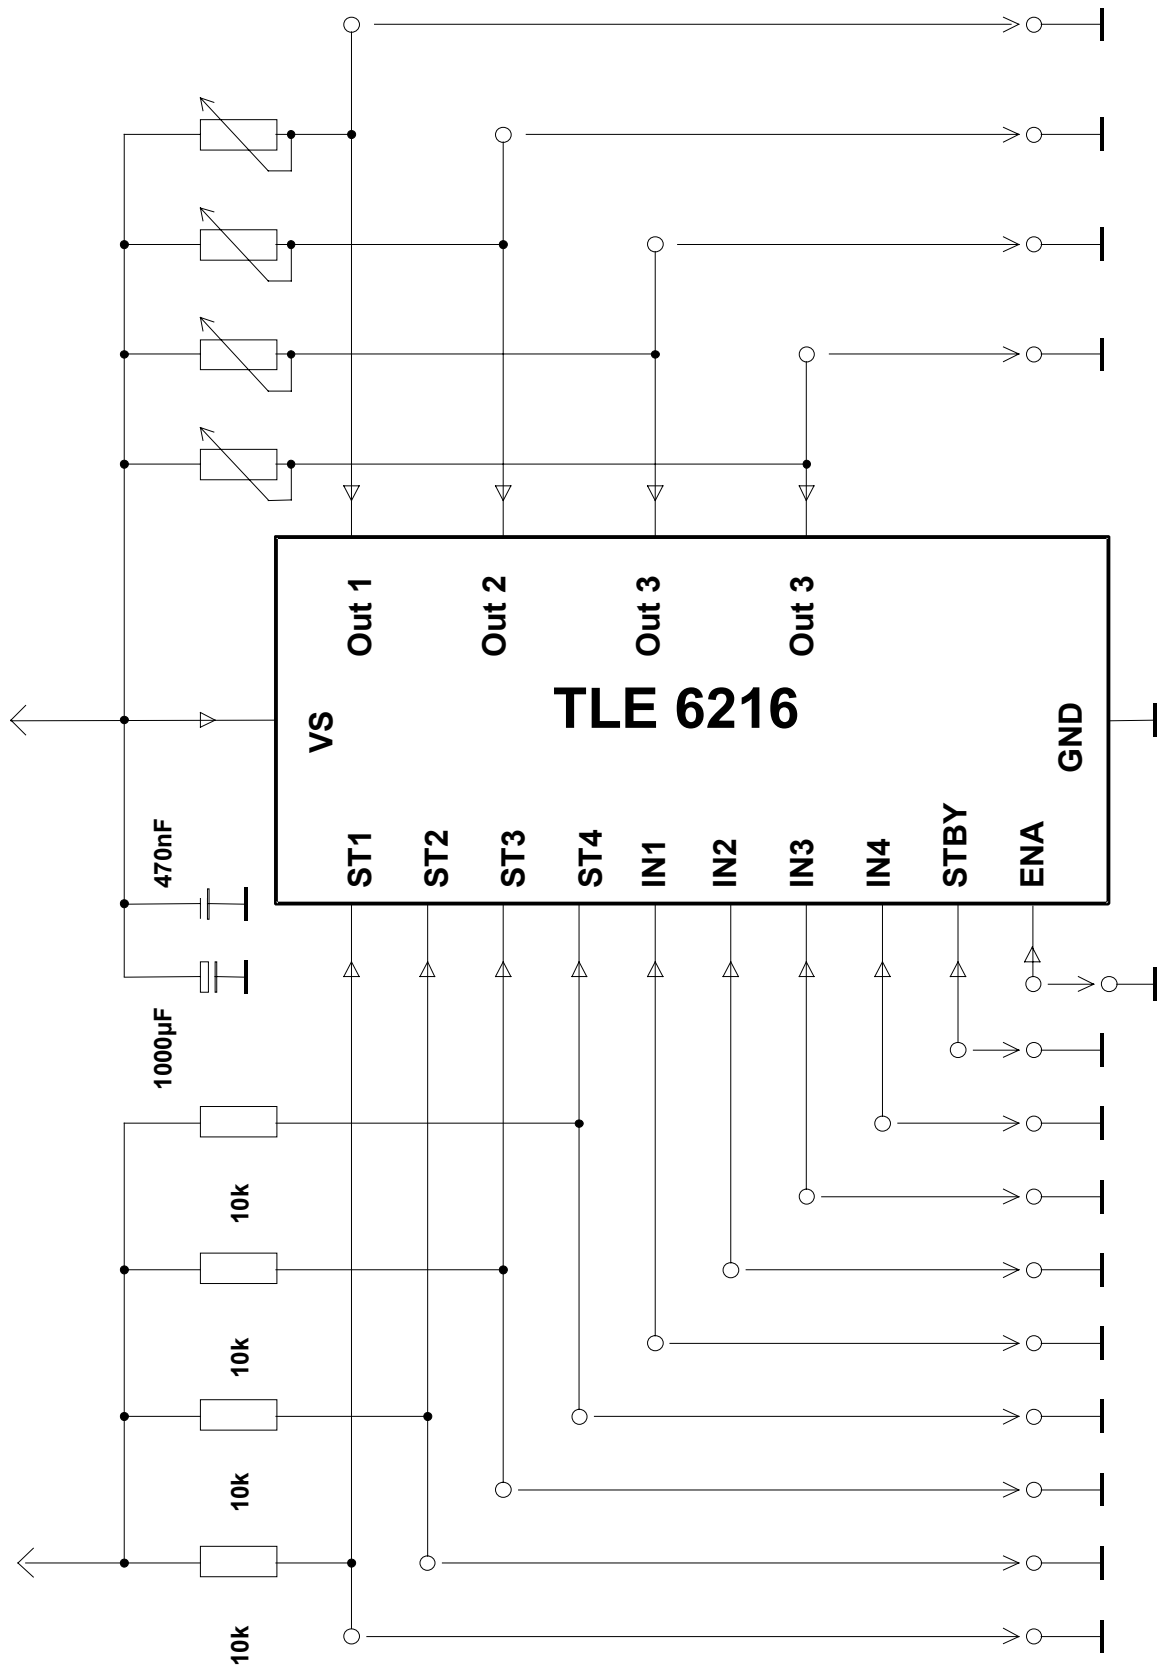 Out 1
Out 2
Out 3
Out 3
TLE 6216
VS
GND
ST1
ST2
ST3
ST4
IN1
IN2
IN3
IN4
STBY
ENA
470nF
1000µF
10k
10k
10k
10k